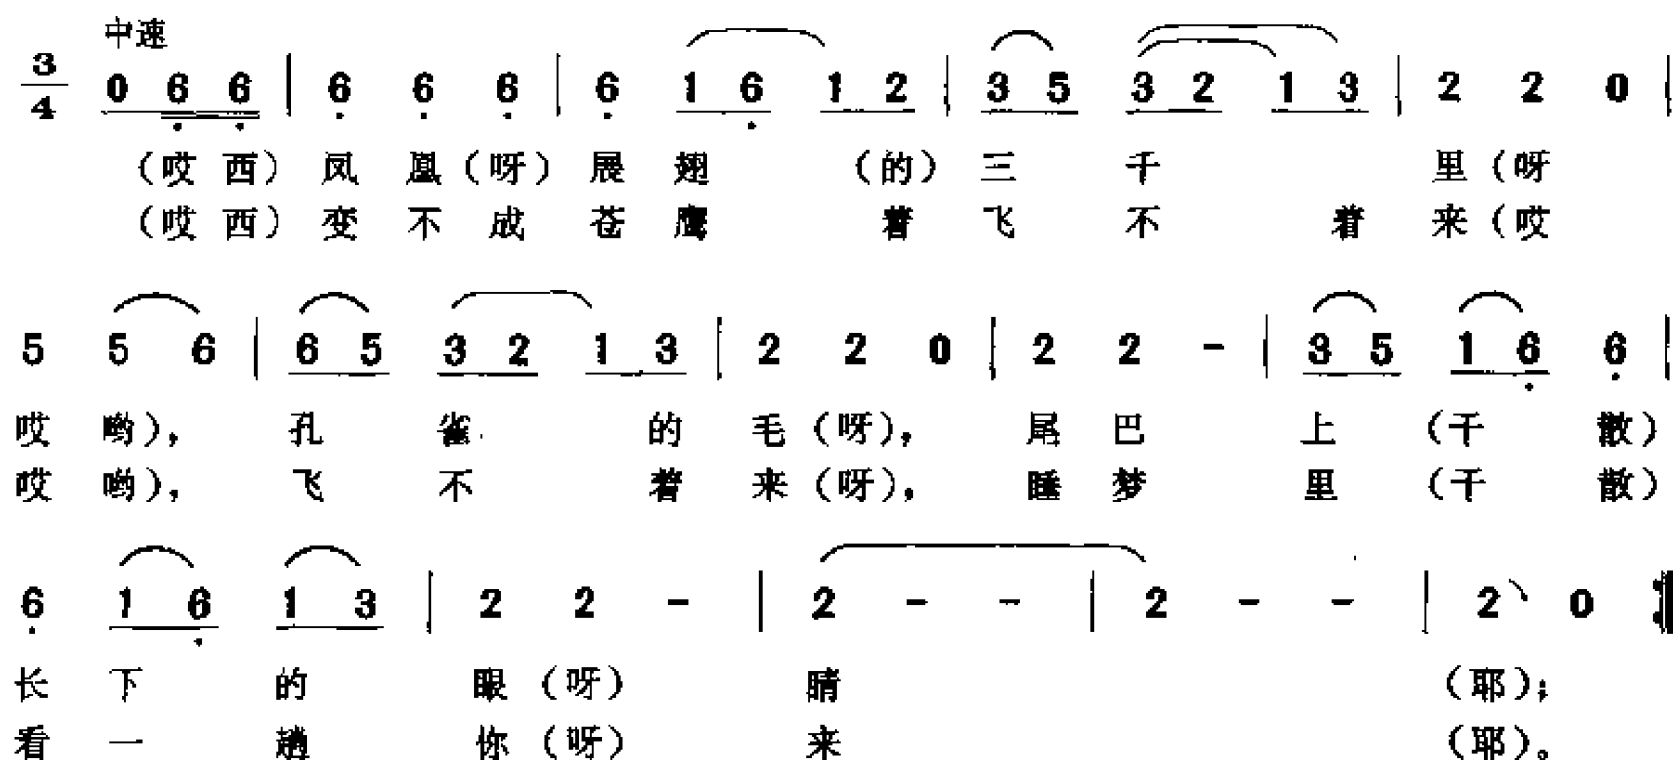 中速
3/4 0 6 6 | 6 6 6 | 6 1 6 1 2 | 3 5 3 2 1 3 | 2 2 0 |
（哎 西）凤 凰（呀）展 翅 （的）三 千 里（呀
（哎 西）变 不 成 苍 鹰 着 飞 不 着 来（哎
5 5 6 | 6 5 3 2 1 3 | 2 2 0 | 2 2 - | 3 5 1 6 6 |
哎 哟），孔 雀 的 毛（呀），尾 巴 上 （干 散）
哎 哟），飞 不 着 来（呀），睡 梦 里 （干 散）
6 1 6 1 3 | 2 2 - | 2 - - | 2 - - | 2 0
长 下 的 眼（呀） 睛 （耶）；
看 一 趟 你（呀） 来 （耶）。